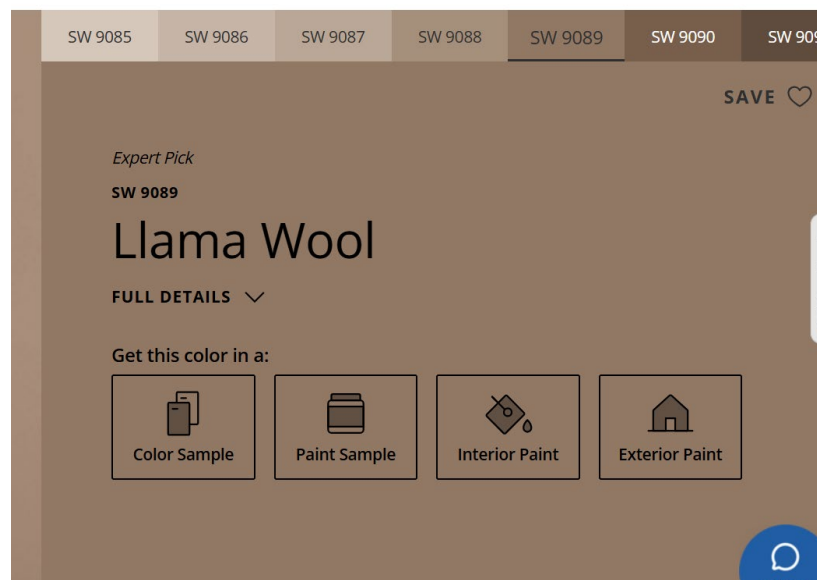 SW 9085 SW 9086 SW 9087 SW 9088 SW 9089 SW 9090
SAVE
Expert Pick
SW 9089
Llama Wool
FULL DETAILS
Get this color in a:
Color Sample Paint Sample Interior Paint Exterior Paint